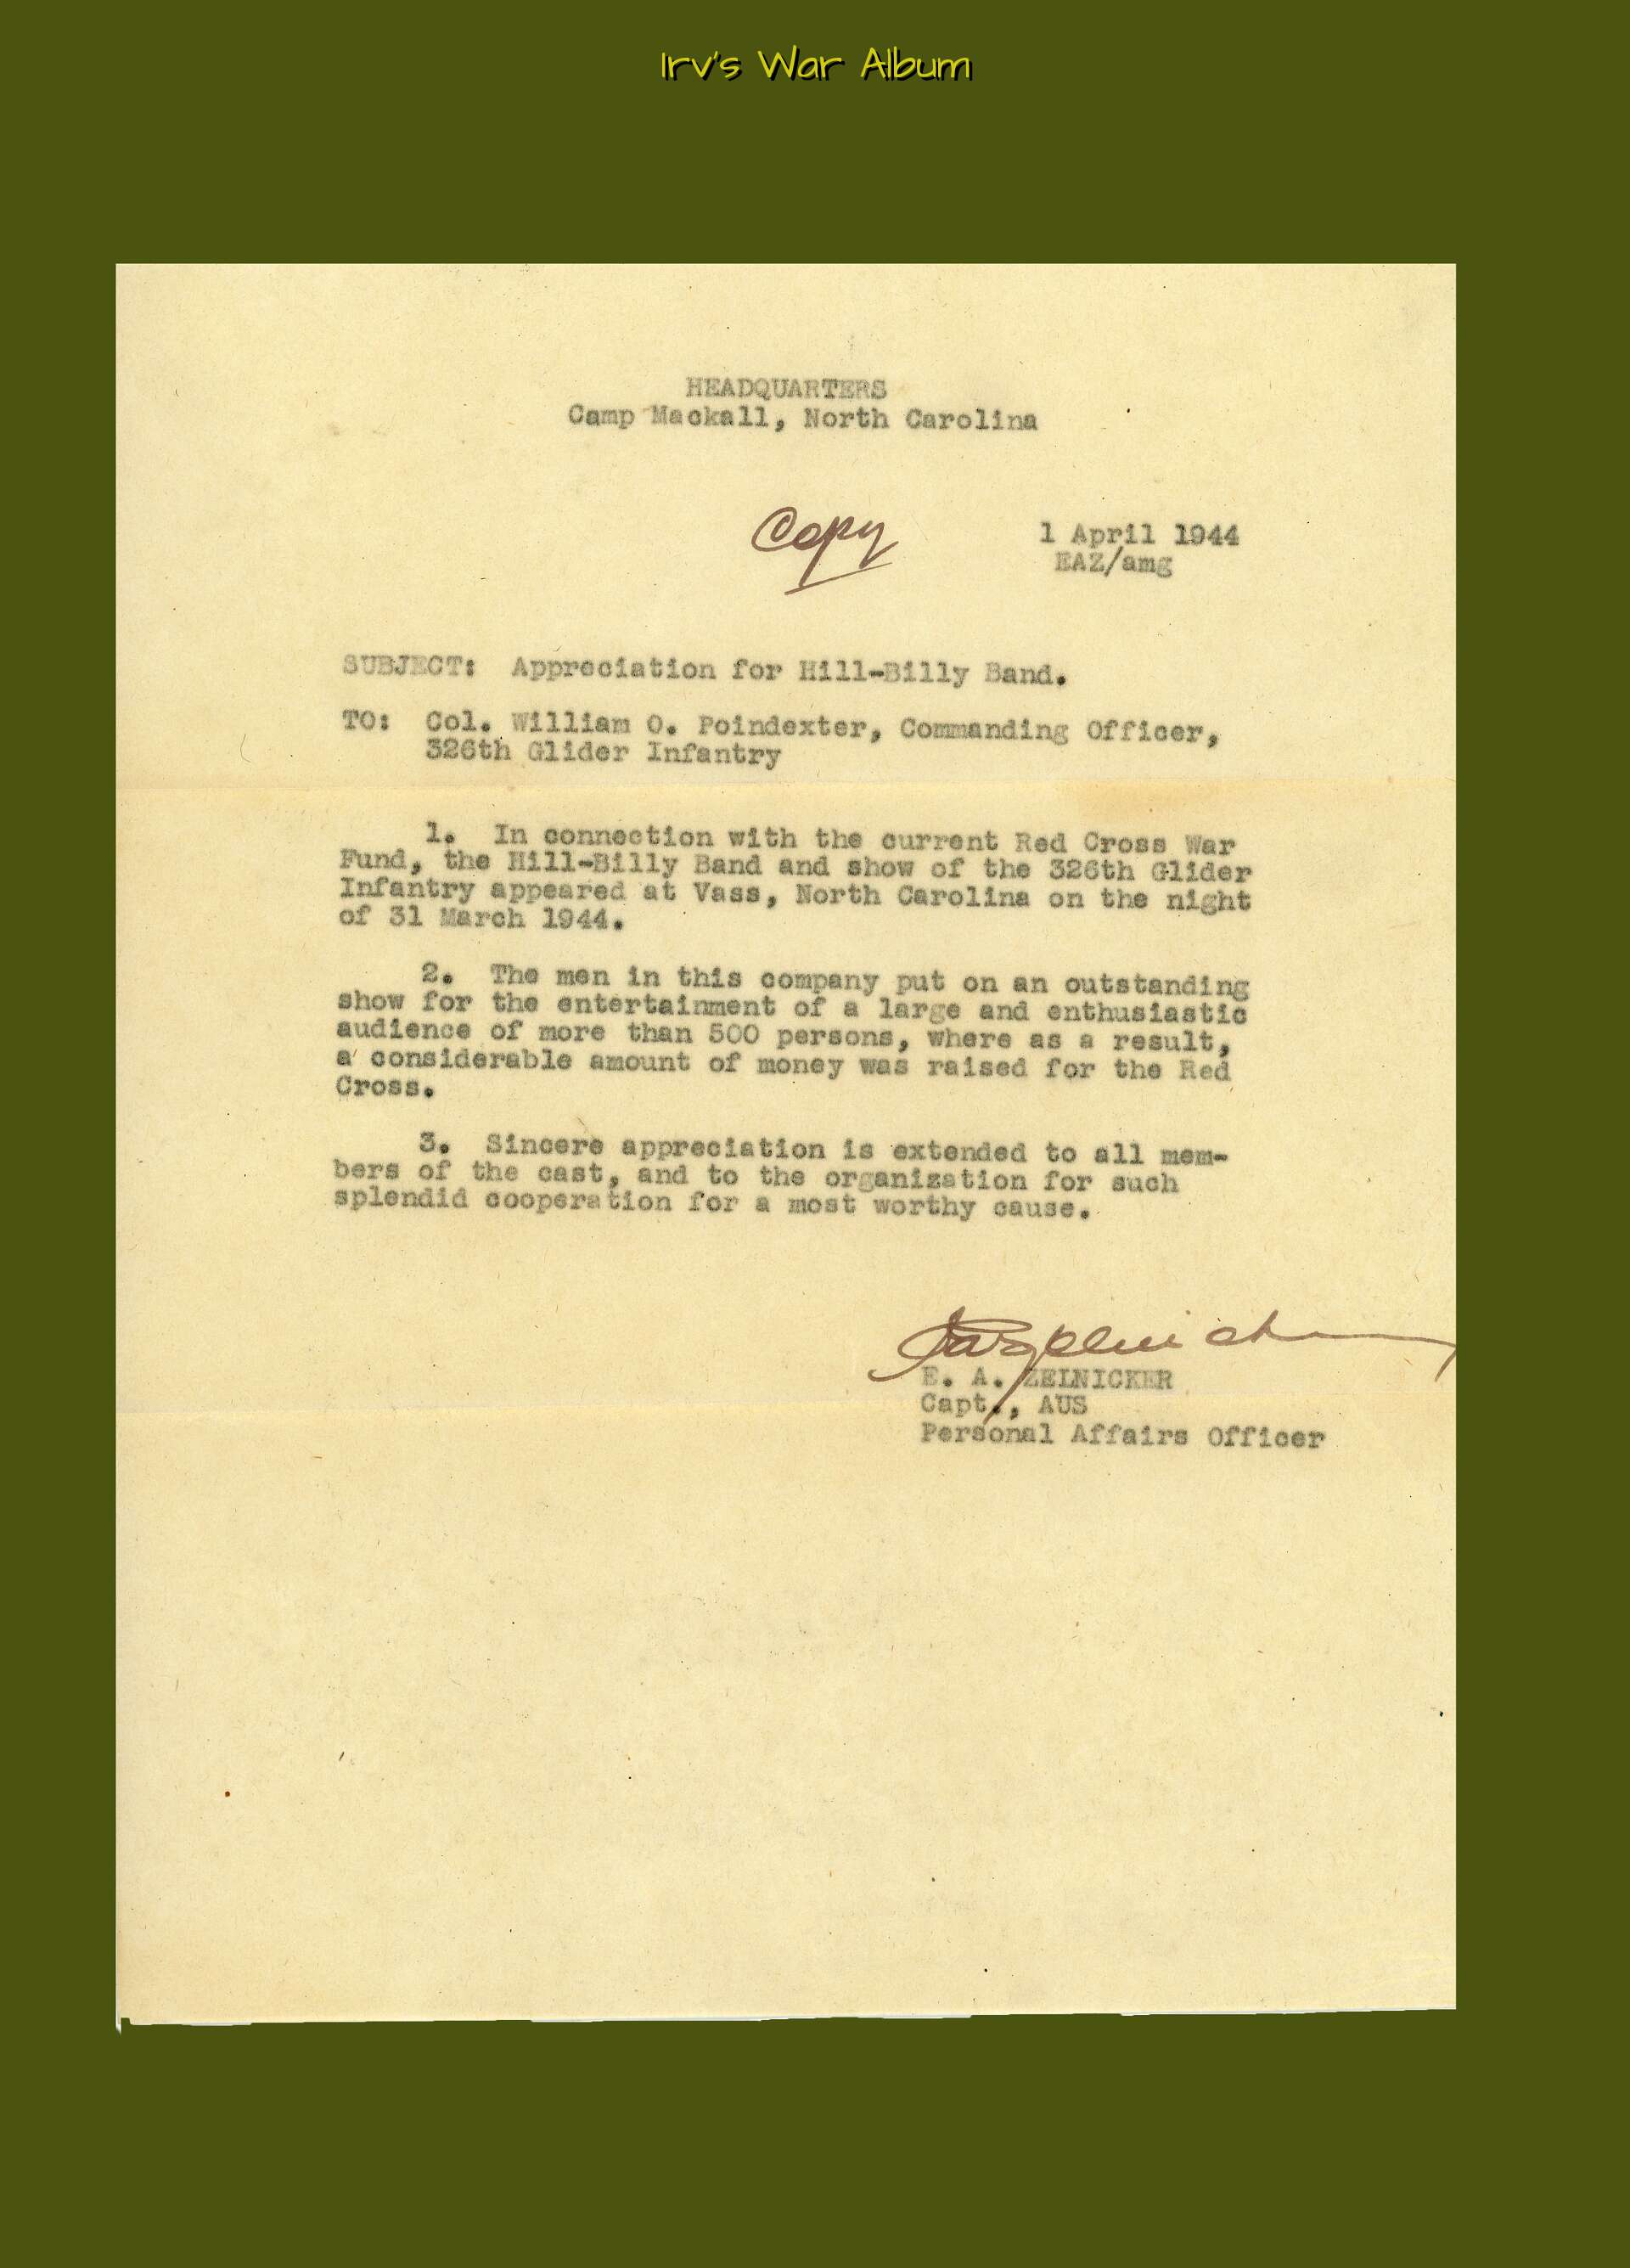 Irv's War Album
HEADQUARTERS
Camp Mackall, North Carolina
Copy
1 April 1944
EAZ/amg
SUBJECT: Appreciation for Hill-Billy Band.
TO: Col. William O. Poindexter, Commanding Officer,
326th Glider Infantry
1. In connection with the current Red Cross War
Fund, the Hill-Billy Band and show of the 326th Glider
Infantry appeared at Vass, North Carolina on the night
of 31 March 1944.
2. The men in this company put on an outstanding
show for the entertainment of a large and enthusiastic
audience of more than 500 persons, where as a result,
a considerable amount of money was raised for the Red
Cross.
3. Sincere appreciation is extended to all mem-
bers of the cast, and to the organization for such
splendid cooperation for a most worthy cause.
E. A. ZELNICKER
Capt., AUS
Personal Affairs Officer